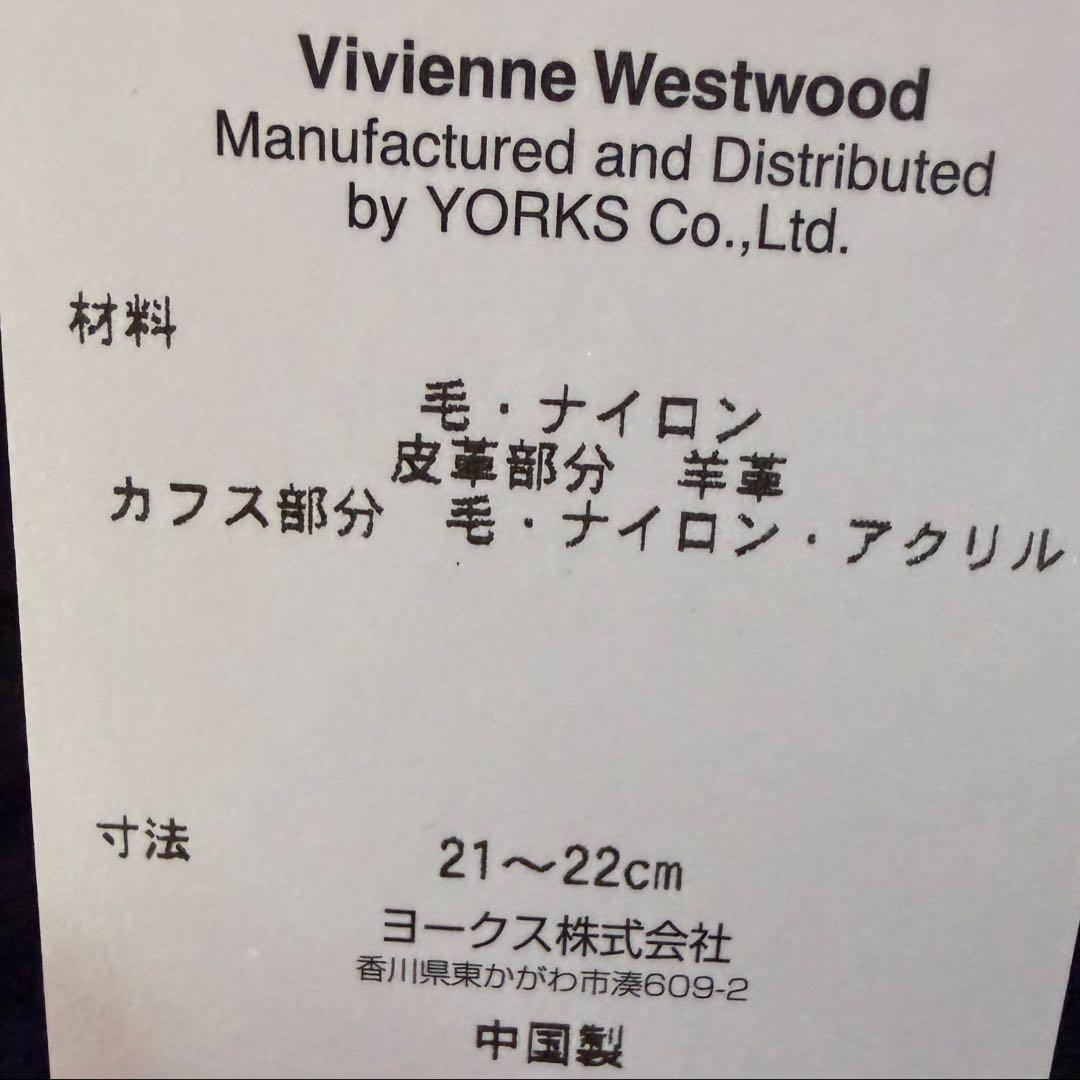 Vivienne Westwood
Manufactured and Distributed
by YORKS Co.,Ltd.
材料
毛・ナイロン
皮革部分　羊革
カフス部分　毛・ナイロン・アクリル
寸法
21～22cm
ヨークス株式会社
香川県東かがわ市湊609-2
中国製